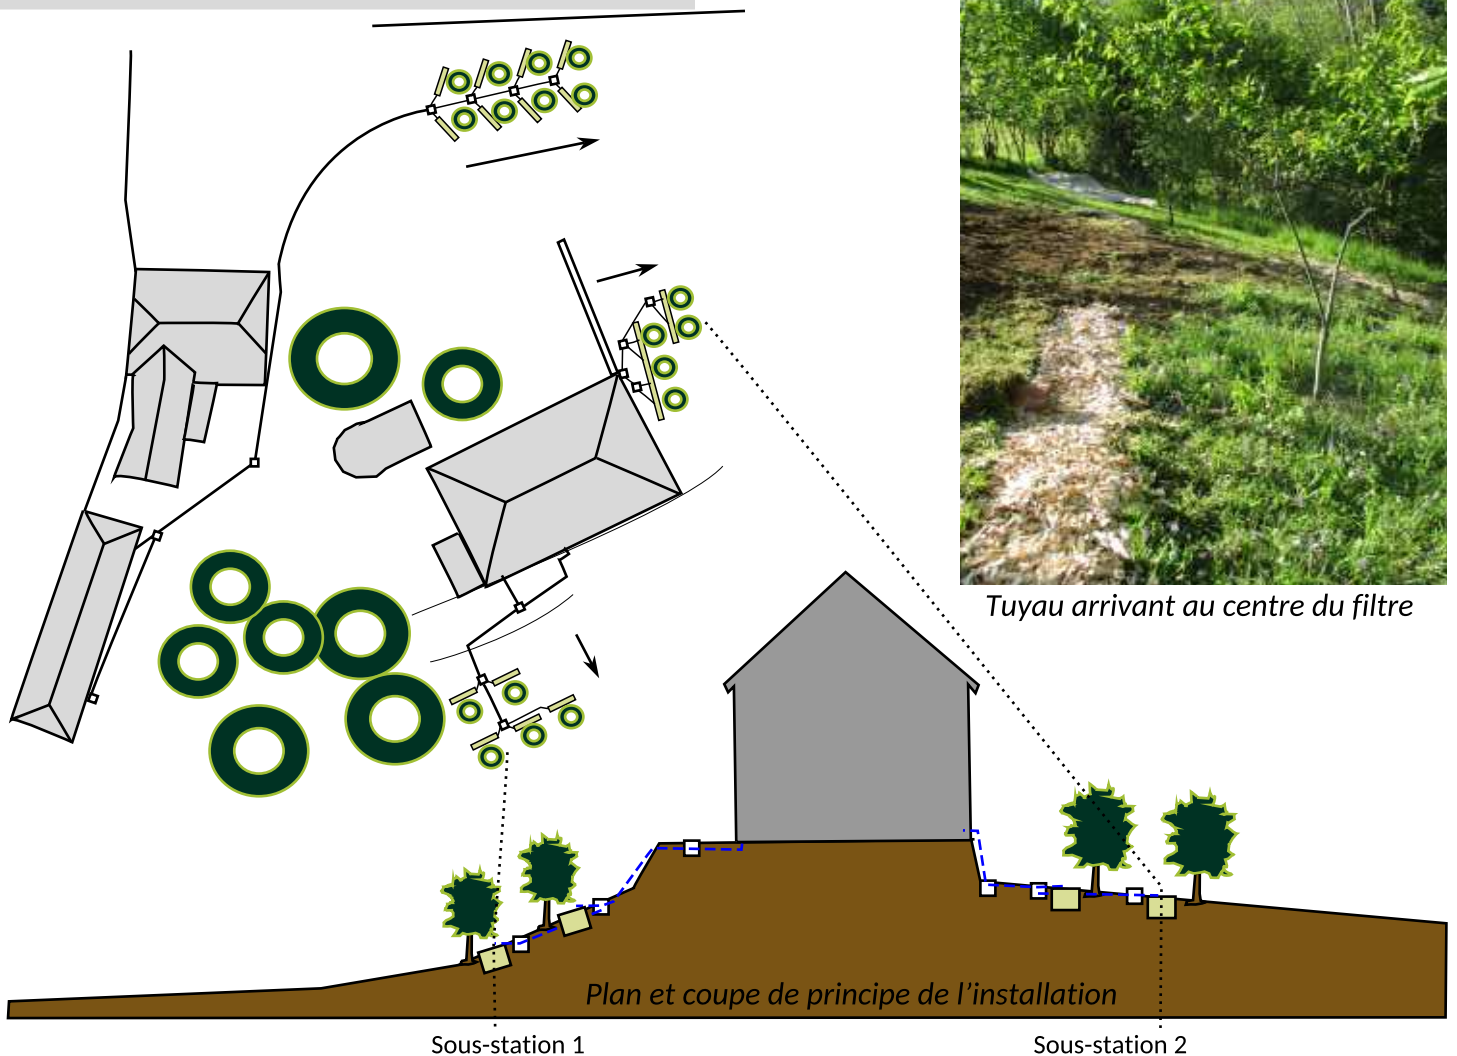 Tuyau arrivant au centre du filtre
Plan et coupe de principe de l’installation
Sous-station 1
Sous-station 2